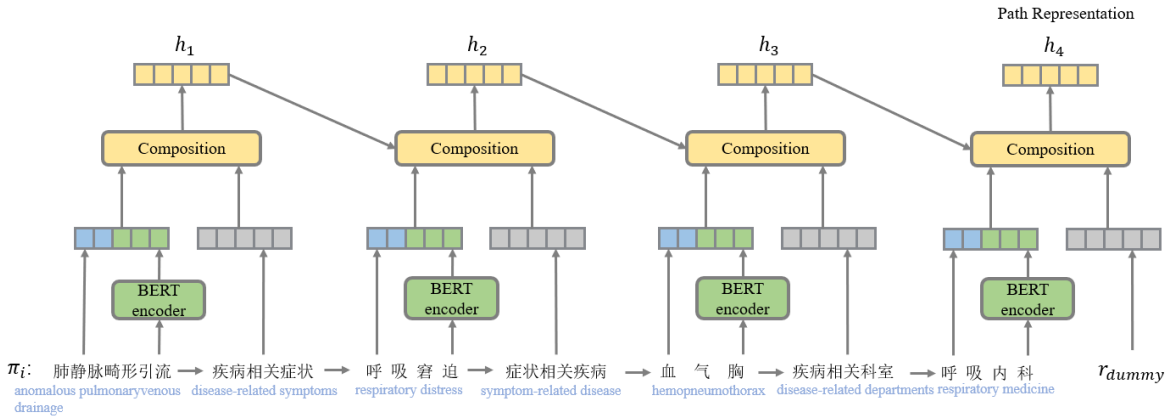 Path Representation
h₁ h₂ h₃ h₄
Composition Composition Composition Composition
BERT encoder BERT encoder BERT encoder BERT encoder
πᵢ: 肺静脉畸形引流 疾病相关症状 呼吸窘迫 症状相关疾病 血气胸 疾病相关科室 呼吸内科 r_dummy
anomalous pulmonaryvenous drainage disease-related symptoms respiratory distress symptom-related disease hemopneumothorax disease-related departments respiratory medicine